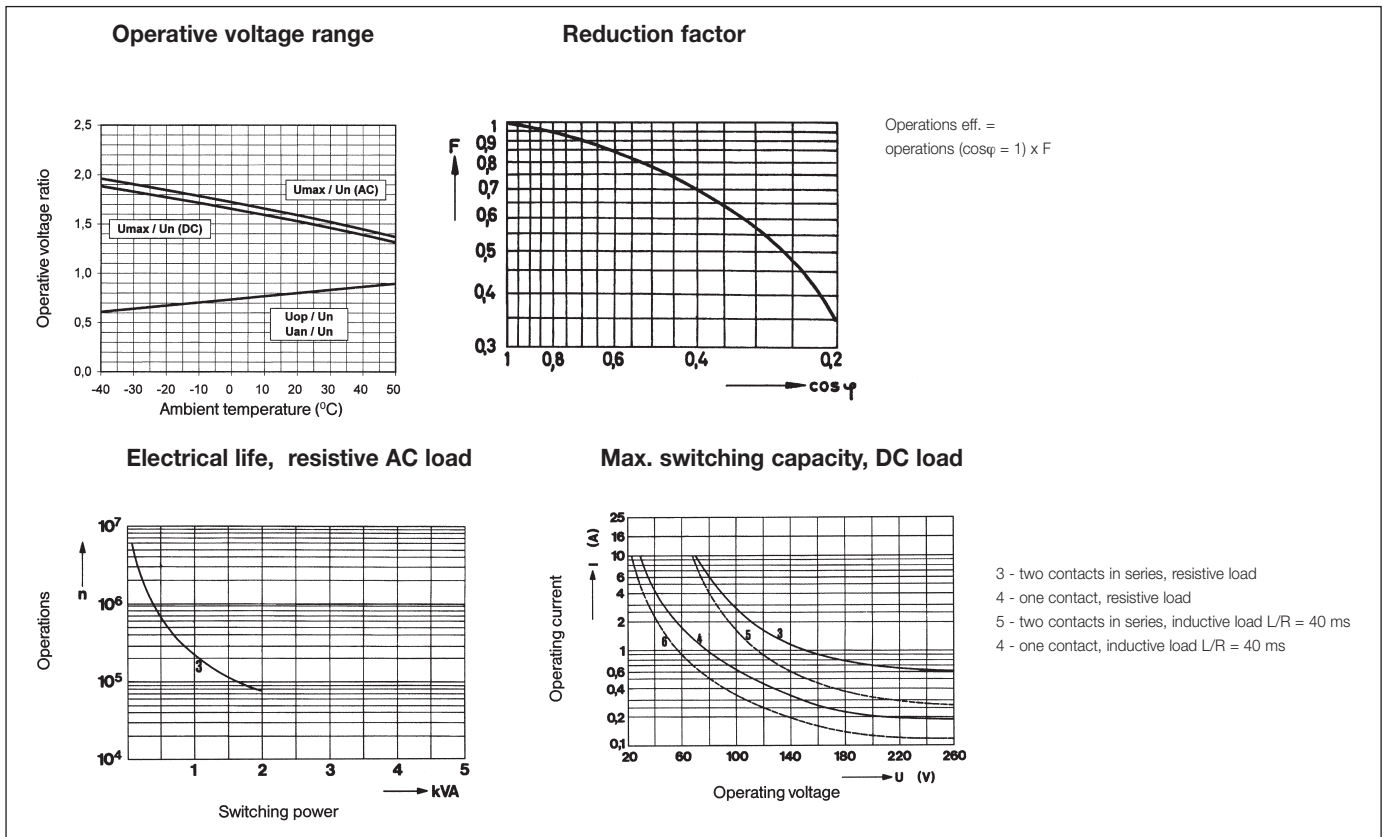 Operative voltage range
Operative voltage ratio
2,5
2,0
1,5
1,0
0,5
0,0
Umax / Un (AC)
Umax / Un (DC)
Uop / Un
Uan / Un
-40 -30 -20 -10 0 10 20 30 40 50
Ambient temperature (ºC)
Reduction factor
F
1
0,9
0,8
0,7
0,6
0,5
0,4
0,3
1 0,8 0,6 0,4 0,2
cos φ
Operations eff. =
operations (cosφ = 1) x F
Electrical life, resistive AC load
Operations
n
10⁷
10⁶
10⁵
10⁴
3
1 2 3 4 5
kVA
Switching power
Max. switching capacity, DC load
Operating current
I (A)
25
16
10
6
4
2
1
0,6
0,4
0,2
0,1
6 4 5 3
20 60 100 140 180 220 260
U (V)
Operating voltage
3 - two contacts in series, resistive load
4 - one contact, resistive load
5 - two contacts in series, inductive load L/R = 40 ms
4 - one contact, inductive load L/R = 40 ms